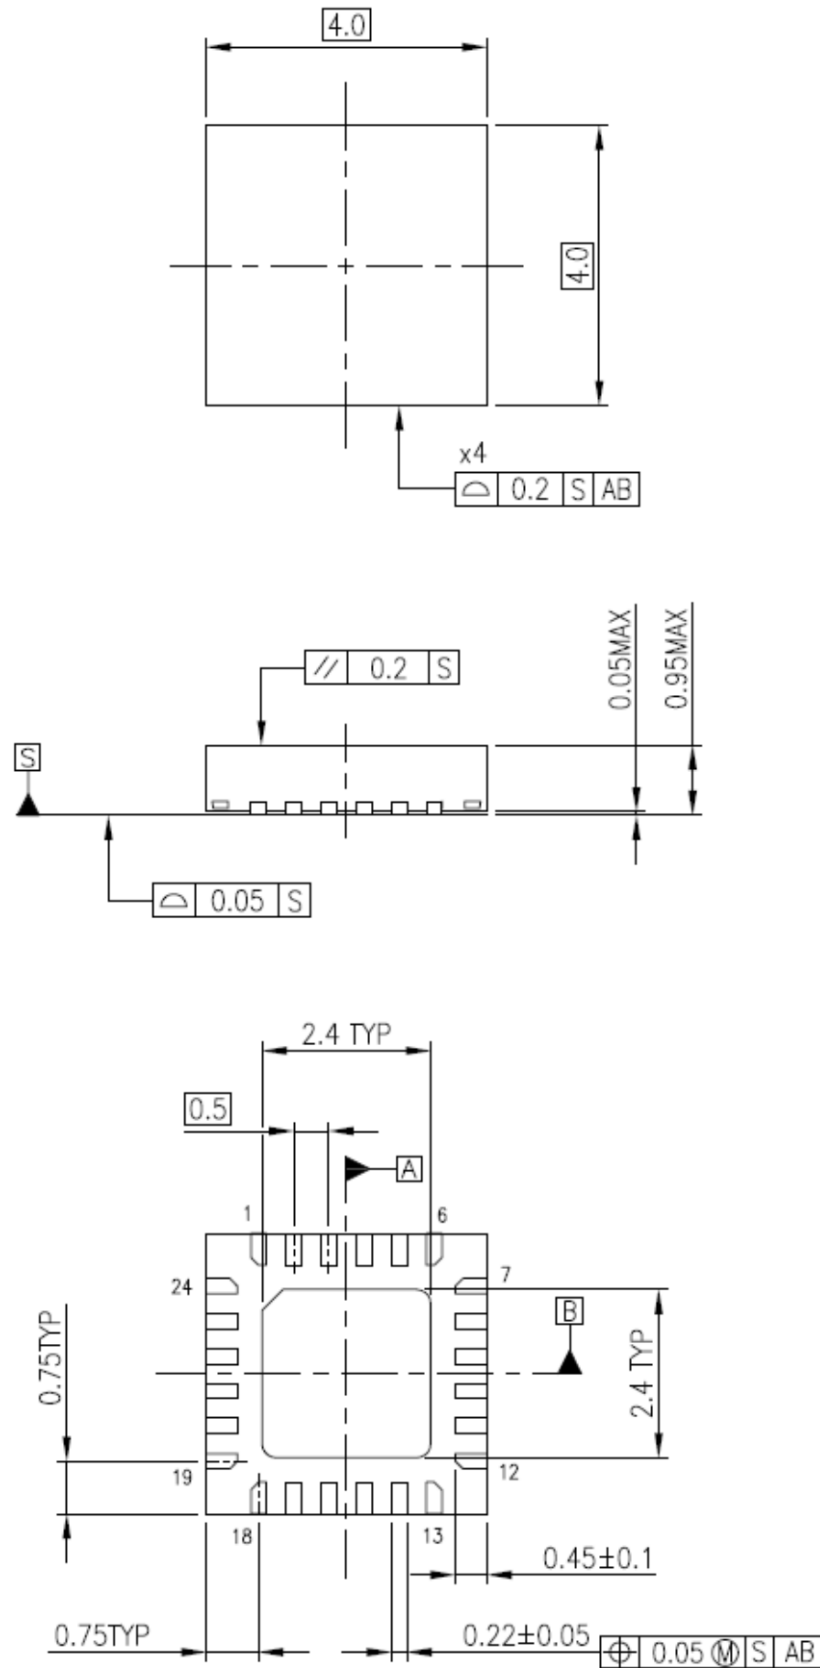 4.0
4.0
x4
⌓ 0.2 S AB
0.05MAX
0.95MAX
// 0.2 S
S
⌓ 0.05 S
2.4 TYP
0.5
A
1
6
24
7
B
0.75TYP
2.4 TYP
19
12
18
13
0.45±0.1
0.75TYP
0.22±0.05
⌖ 0.05 Ⓜ S AB